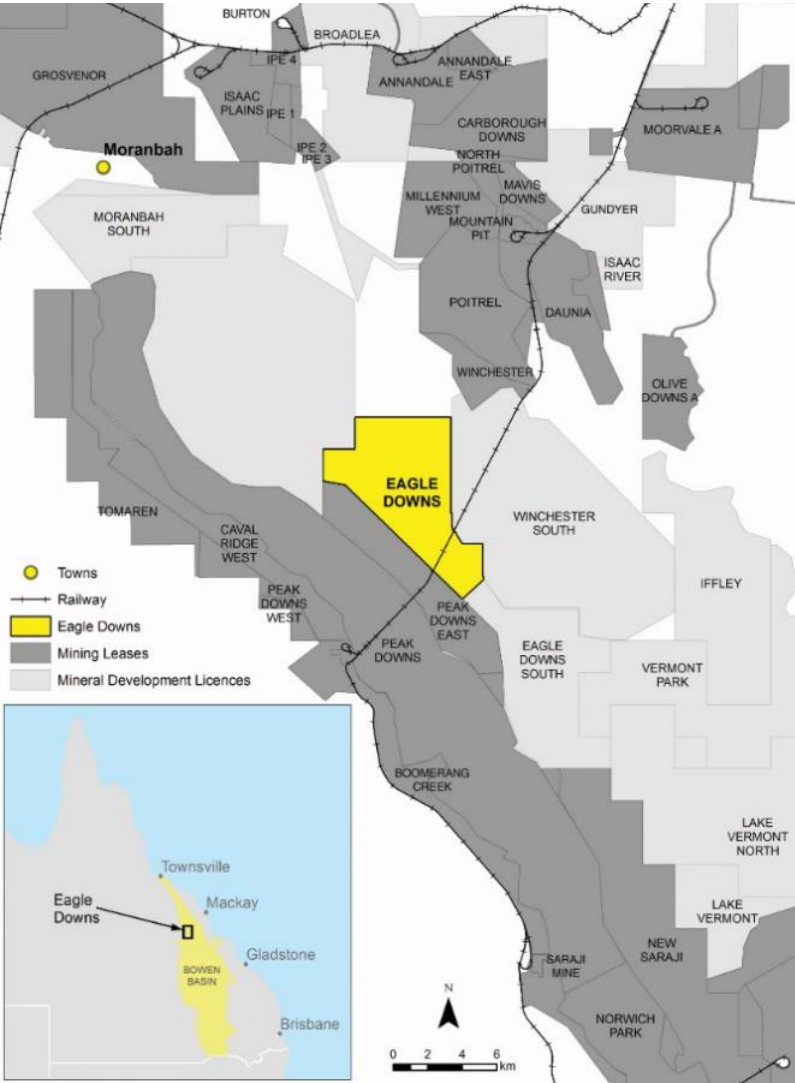 BURTON
BROADLEA
GROSVENOR
IPE 4
ANNANDALE
EAST
ANNANDALE
ISAAC
PLAINS
IPE 1
MOORVALE A
CARBOROUGH
DOWNS
Moranbah
IPE 2
IPE 3
NORTH
POITREL
MAVIS
DOWNS
MILLENNIUM
WEST
GUNDYER
MORANBAH
SOUTH
MOUNTAIN
PIT
ISAAC
RIVER
POITREL
DAUNIA
WINCHESTER
OLIVE
DOWNS A
EAGLE
DOWNS
TOMAREN
WINCHESTER
SOUTH
CAVAL
RIDGE
WEST
IFFLEY
Towns
Railway
Eagle Downs
Mining Leases
Mineral Development Licences
PEAK
DOWNS
WEST
PEAK
DOWNS
EAST
PEAK
DOWNS
EAGLE
DOWNS
SOUTH
VERMONT
PARK
BOOMERANG
CREEK
LAKE
VERMONT
NORTH
LAKE
VERMONT
NEW
SARAJI
SARAJI
MINE
NORWICH
PARK
Townsville
Eagle
Downs
Mackay
Gladstone
BOWEN
BASIN
Brisbane
N
0 2 4 6
km